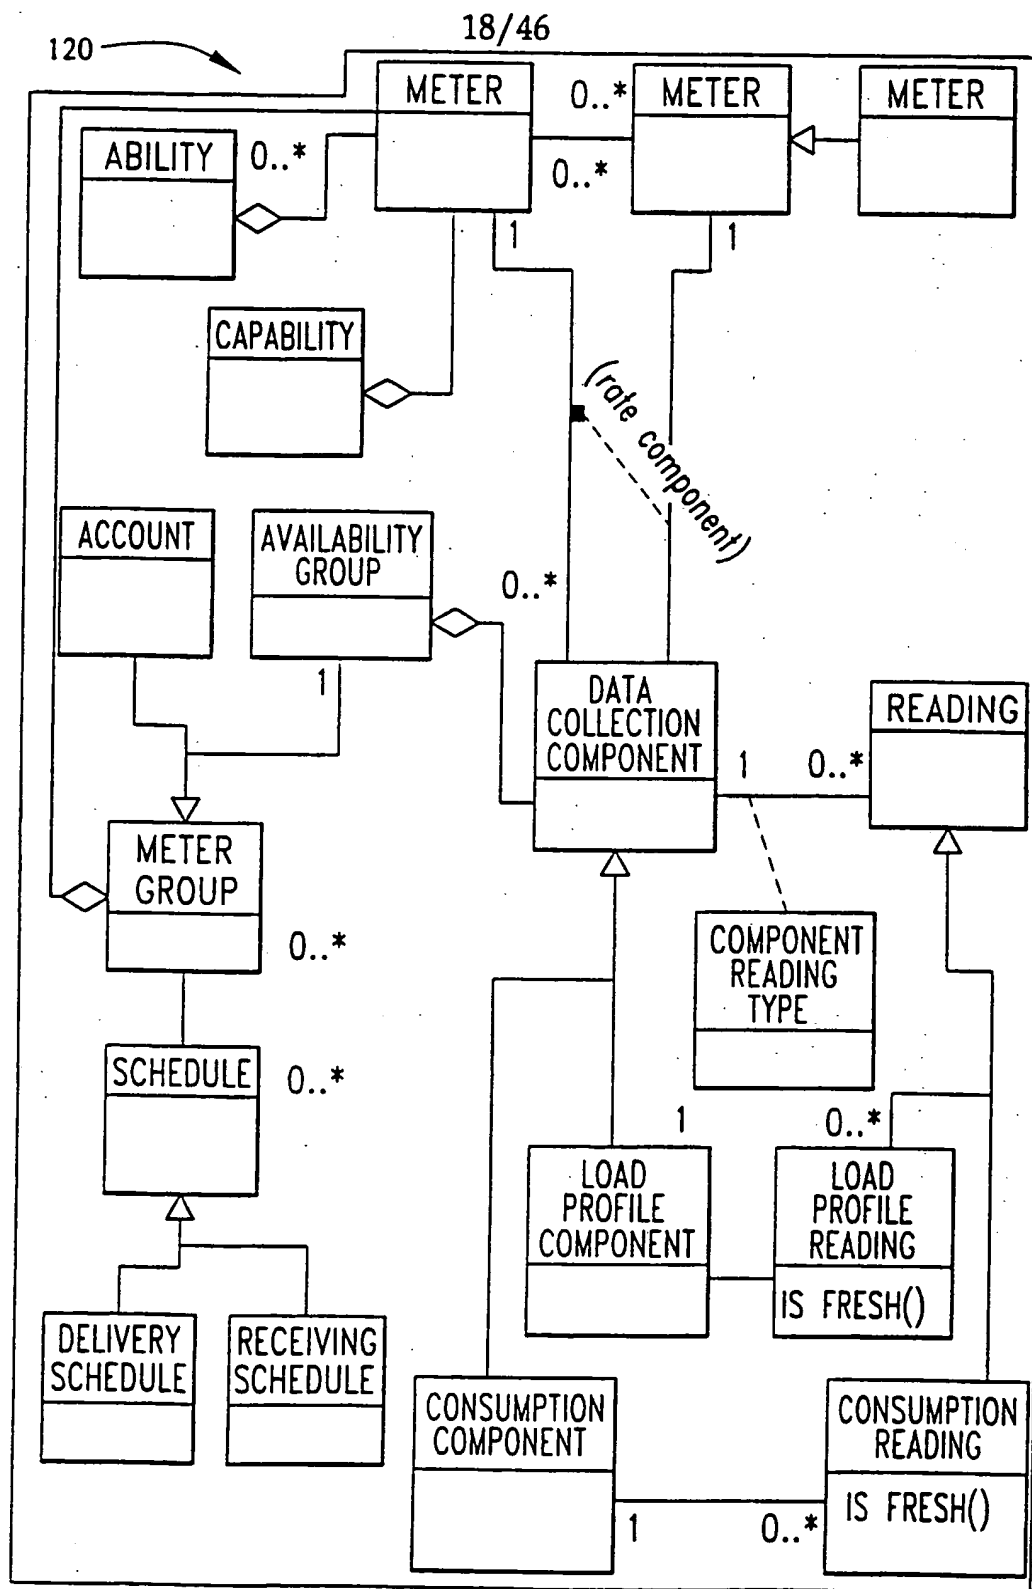 18/46
120
METER
0..*
METER
METER
ABILITY
0..*
0..*
1
1
CAPABILITY
(rate component)
ACCOUNT
AVAILABILITY
GROUP
0..*
1
DATA
COLLECTION
COMPONENT
READING
1
0..*
METER
GROUP
0..*
COMPONENT
READING
TYPE
SCHEDULE
0..*
1
0..*
LOAD
PROFILE
COMPONENT
LOAD
PROFILE
READING
IS FRESH()
DELIVERY
SCHEDULE
RECEIVING
SCHEDULE
CONSUMPTION
COMPONENT
CONSUMPTION
READING
IS FRESH()
1
0..*